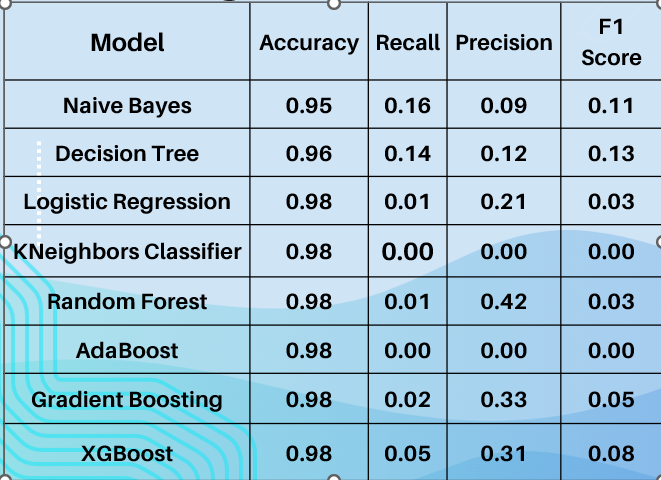 Model Accuracy Recall Precision F1 Score
Naive Bayes 0.95 0.16 0.09 0.11
Decision Tree 0.96 0.14 0.12 0.13
Logistic Regression 0.98 0.01 0.21 0.03
KNeighbors Classifier 0.98 0.00 0.00 0.00
Random Forest 0.98 0.01 0.42 0.03
AdaBoost 0.98 0.00 0.00 0.00
Gradient Boosting 0.98 0.02 0.33 0.05
XGBoost 0.98 0.05 0.31 0.08